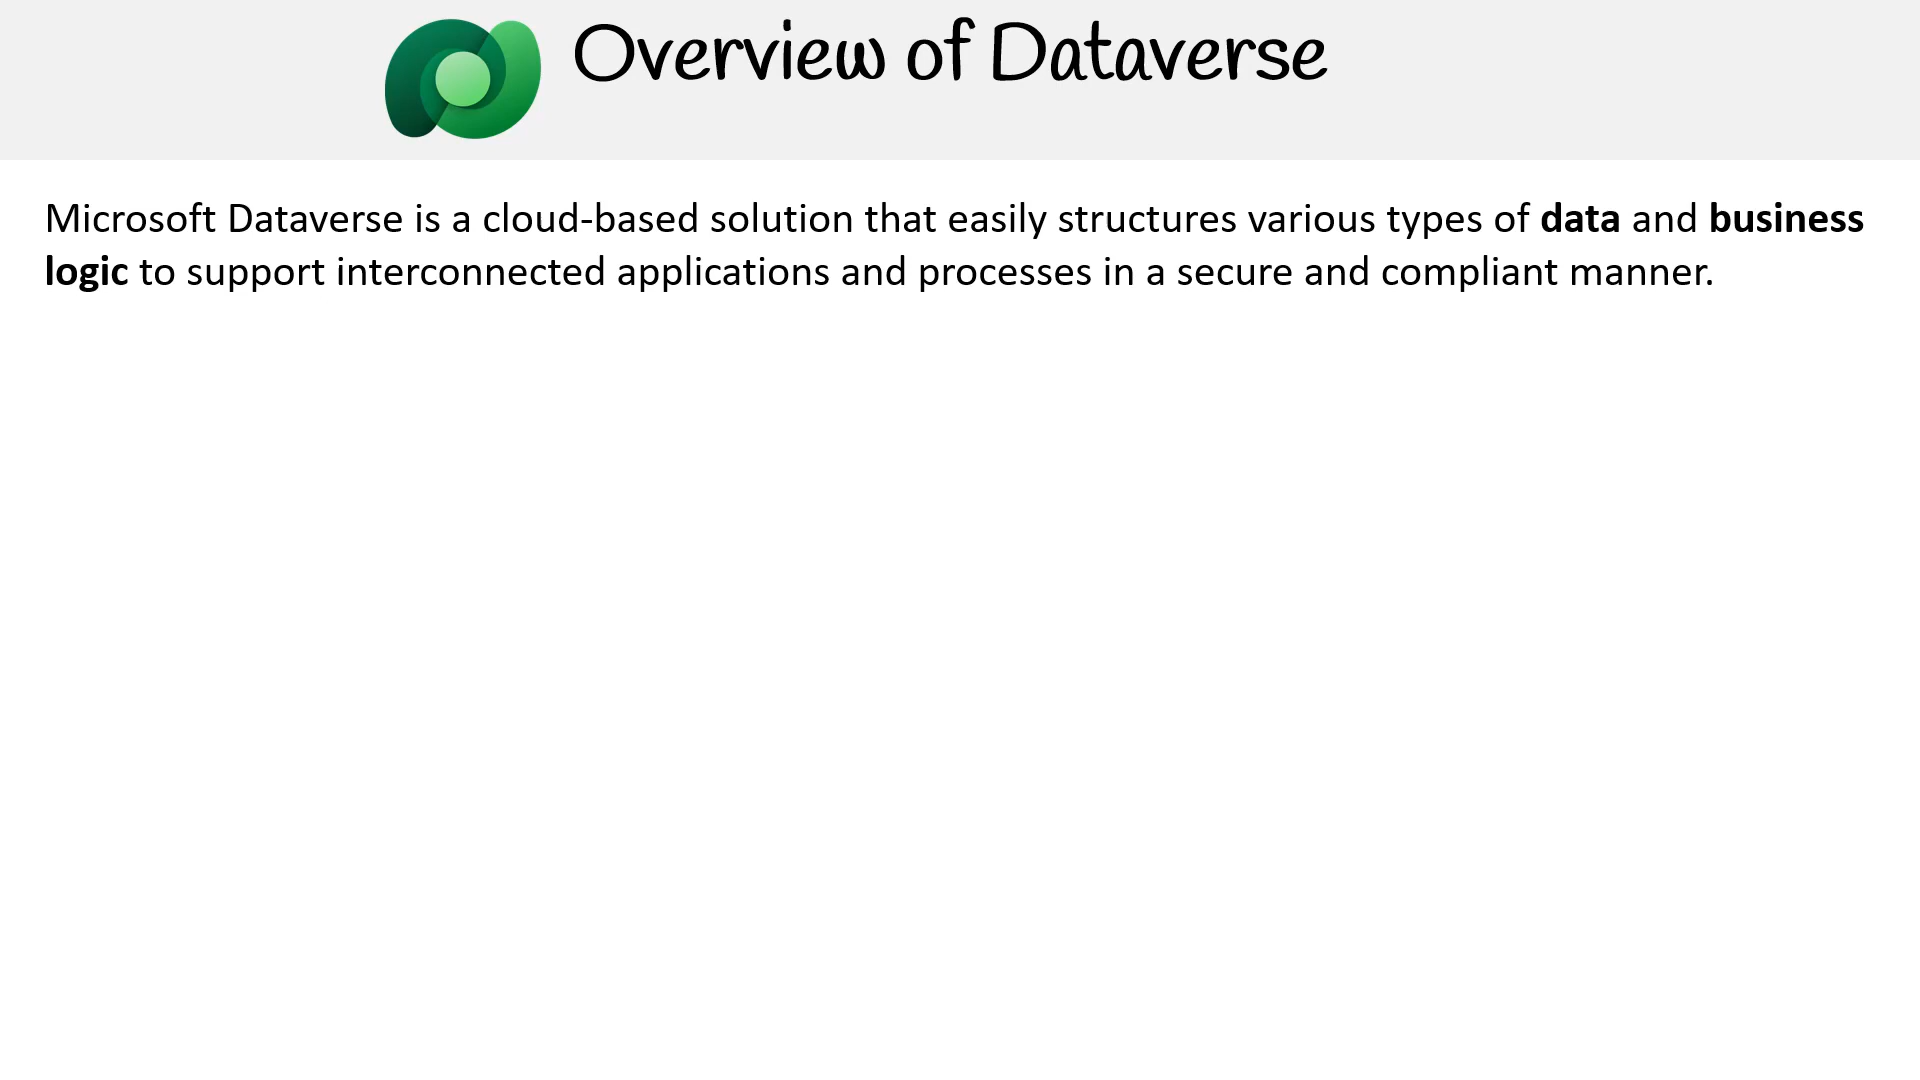 Overview of Dataverse
Microsoft Dataverse is a cloud-based solution that easily structures various types of data and business
logic to support interconnected applications and processes in a secure and compliant manner.